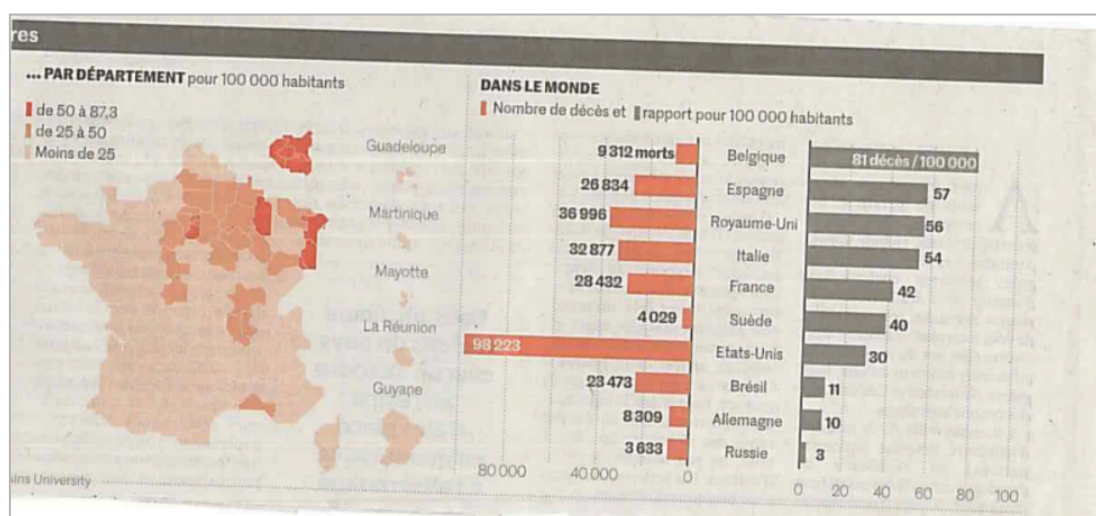 res
... PAR DÉPARTEMENT pour 100 000 habitants
de 50 à 87,3
de 25 à 50
Moins de 25
Guadeloupe
Martinique
Mayotte
La Réunion
Guyane
kins University
DANS LE MONDE
Nombre de décès et rapport pour 100 000 habitants
9 312 morts Belgique 81 décès/100 000
26 834 Espagne 57
36 996 Royaume-Uni 56
32 877 Italie 54
28 432 France 42
4 029 Suède 40
98 223 Etats-Unis 30
23 473 Brésil 11
8 309 Allemagne 10
3 633 Russie 3
80 000 40 000 0 0 20 40 60 80 100